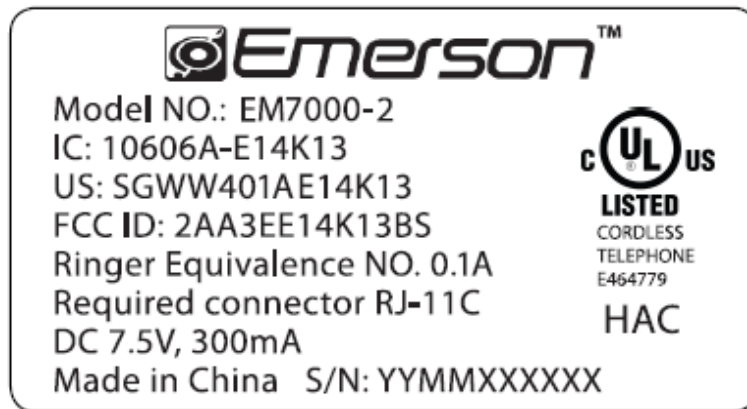 Emerson™
Model NO.: EM7000-2
IC: 10606A-E14K13
US: SGWW401AE14K13
FCC ID: 2AA3EE14K13BS
Ringer Equivalence NO. 0.1A
Required connector RJ-11C
DC 7.5V, 300mA
Made in China S/N: YYMMXXXXXX
C UL® US
LISTED
CORDLESS
TELEPHONE
E464779
HAC